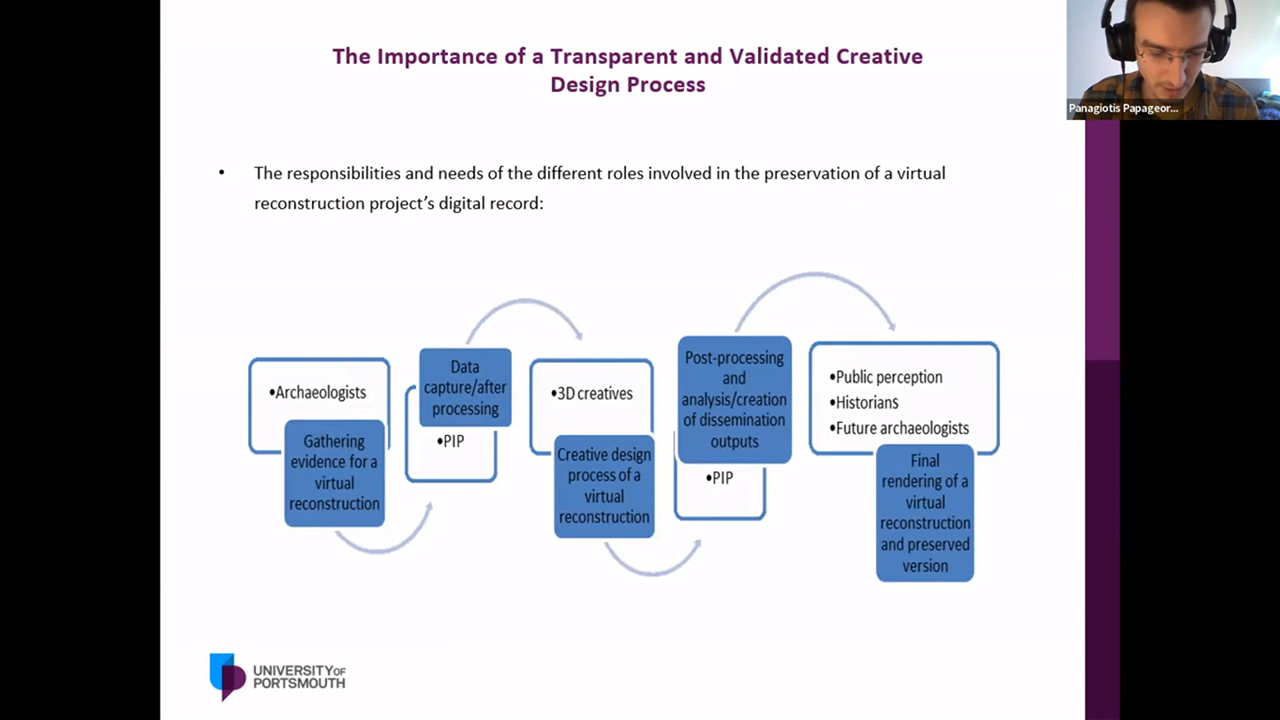 The Importance of a Transparent and Validated Creative
Design Process
Panagiotis Papageor...
• The responsibilities and needs of the different roles involved in the preservation of a virtual
reconstruction project's digital record:
•Archaeologists
Gathering
evidence for a
virtual
reconstruction
Data
capture/after
processing
•PIP
•3D creatives
Creative design
process of a
virtual
reconstruction
Post-processing
and
analysis/creation
of dissemination
outputs
•PIP
•Public perception
•Historians
•Future archaeologists
Final
rendering of a
virtual
reconstruction
and preserved
version
UNIVERSITY OF
PORTSMOUTH